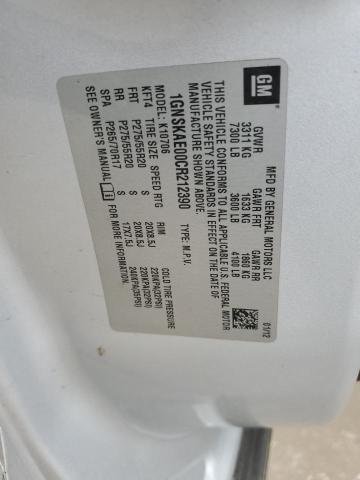 GM
MFD BY GENERAL MOTORS LLC
01/12
GVWR GAWR FRT GAWR RR
3311 KG 1633 KG 1860 KG
7300 LB 3600 LB 4100 LB
THIS VEHICLE CONFORMS TO ALL APPLICABLE U.S. FEDERAL MOTOR
VEHICLE SAFETY STANDARDS IN EFFECT ON THE DATE OF
MANUFACTURE SHOWN ABOVE.
1GNSKAE00CR212390 TYPE: M.P.V.
MODEL: K10706
KFT4 TIRE SIZE SPEED RTG RIM COLD TIRE PRESSURE
FRT P275/55R20 S 20X8.5J 220KPA(32PSI)
RR P275/55R20 S 20X8.5J 220KPA(32PSI)
SPA P265/70R17 S 17X7.5J 240KPA(35PSI)
SEE OWNER'S MANUAL